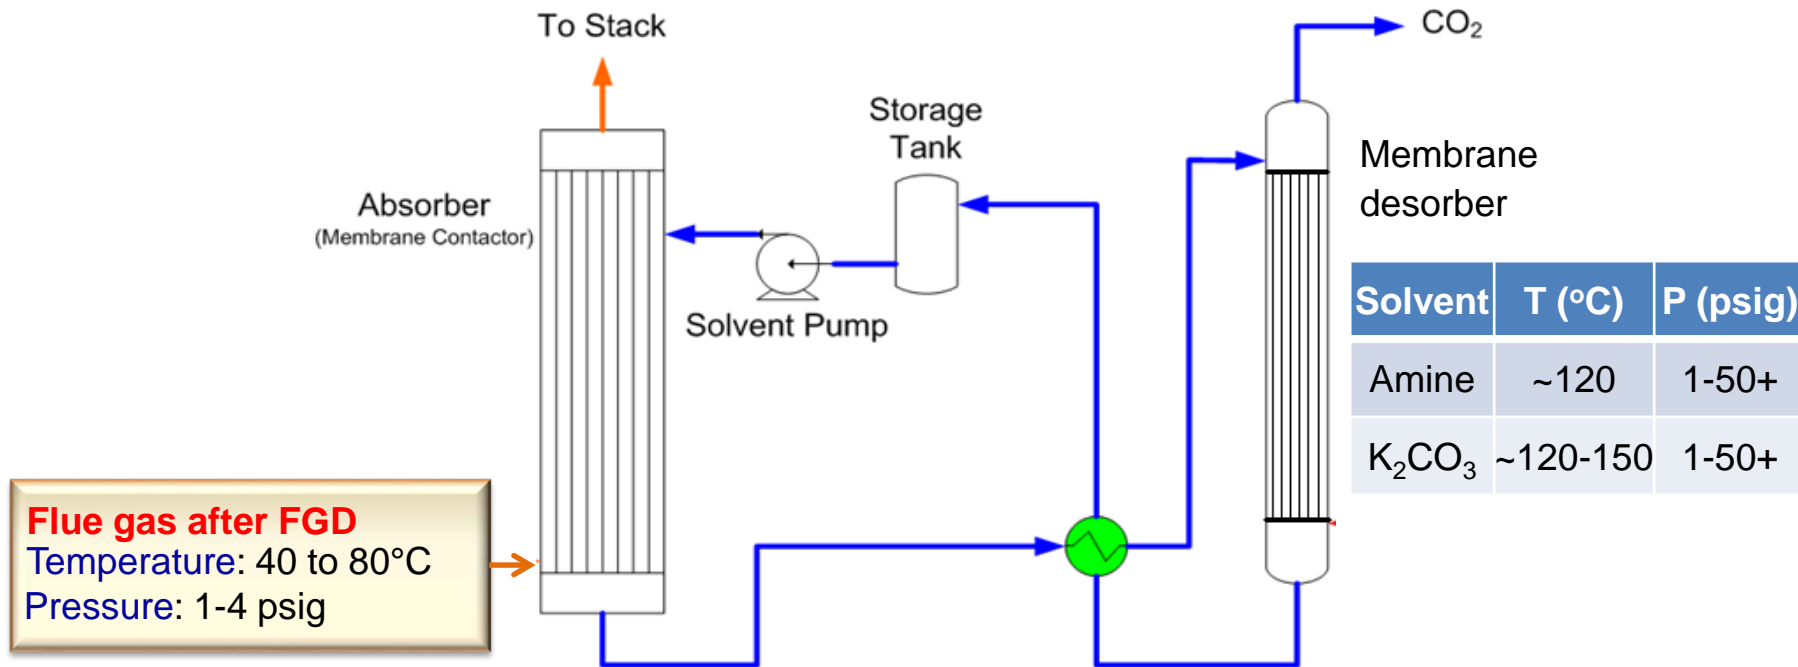 To Stack
CO₂
Storage
Tank
Membrane
desorber
Absorber
(Membrane Contactor)
Solvent Pump
Solvent T (°C) P (psig)
Amine ~120 1-50+
K₂CO₃ ~120-150 1-50+
Flue gas after FGD
Temperature: 40 to 80°C
Pressure: 1-4 psig